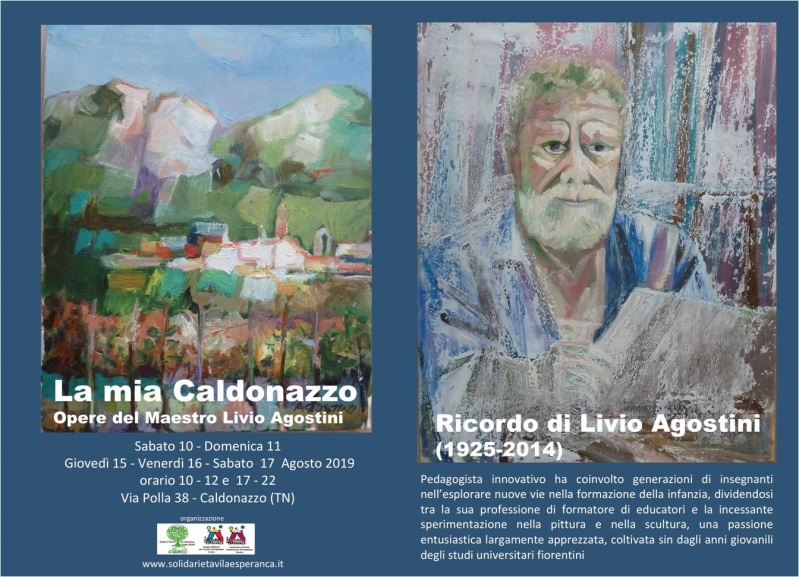 La mia Caldonazzo
Opere del Maestro Livio Agostini
Sabato 10 - Domenica 11
Giovedì 15 - Venerdì 16 - Sabato 17 Agosto 2019
orario 10 - 12 e 17 - 22
Via Polla 38 - Caldonazzo (TN)
organizzazione
www.solidarietavilaesperanca.it
Ricordo di Livio Agostini
(1925-2014)
Pedagogista innovativo ha coinvolto generazioni di insegnanti
nell'esplorare nuove vie nella formazione della infanzia, dividendosi
tra la sua professione di formatore di educatori e la incessante
sperimentazione nella pittura e nella scultura, una passione
entusiastica largamente apprezzata, coltivata sin dagli anni giovanili
degli studi universitari fiorentini